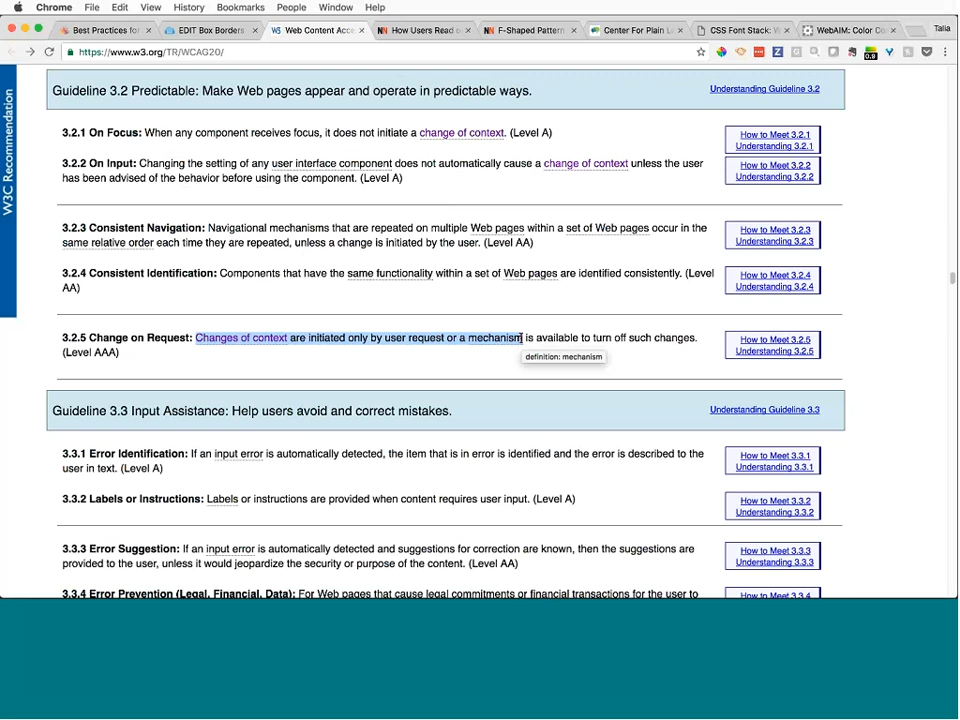 Chrome File Edit View History Bookmarks People Window Help
Best Practices for
EDIT Box Borders
Web Content Acce
How Users Read o
F-Shaped Pattern
Center For Plain L
CSS Font Stack: W
WebAIM: Color Co
Talia
https://www.w3.org/TR/WCAG20/
0.9
W3C Recommendation
Guideline 3.2 Predictable: Make Web pages appear and operate in predictable ways.
Understanding Guideline 3.2
3.2.1 On Focus: When any component receives focus, it does not initiate a change of context. (Level A)
How to Meet 3.2.1
Understanding 3.2.1
3.2.2 On Input: Changing the setting of any user interface component does not automatically cause a change of context unless the user
has been advised of the behavior before using the component. (Level A)
How to Meet 3.2.2
Understanding 3.2.2
3.2.3 Consistent Navigation: Navigational mechanisms that are repeated on multiple Web pages within a set of Web pages occur in the
same relative order each time they are repeated, unless a change is initiated by the user. (Level AA)
How to Meet 3.2.3
Understanding 3.2.3
3.2.4 Consistent Identification: Components that have the same functionality within a set of Web pages are identified consistently. (Level
AA)
How to Meet 3.2.4
Understanding 3.2.4
3.2.5 Change on Request: Changes of context are initiated only by user request or a mechanism is available to turn off such changes.
(Level AAA)
definition: mechanism
How to Meet 3.2.5
Understanding 3.2.5
Guideline 3.3 Input Assistance: Help users avoid and correct mistakes.
Understanding Guideline 3.3
3.3.1 Error Identification: If an input error is automatically detected, the item that is in error is identified and the error is described to the
user in text. (Level A)
How to Meet 3.3.1
Understanding 3.3.1
3.3.2 Labels or Instructions: Labels or instructions are provided when content requires user input. (Level A)
How to Meet 3.3.2
Understanding 3.3.2
3.3.3 Error Suggestion: If an input error is automatically detected and suggestions for correction are known, then the suggestions are
provided to the user, unless it would jeopardize the security or purpose of the content. (Level AA)
How to Meet 3.3.3
Understanding 3.3.3
3.3.4 Error Prevention (Legal, Financial, Data): For Web pages that cause legal commitments or financial transactions for the user to
How to Meet 3.3.4